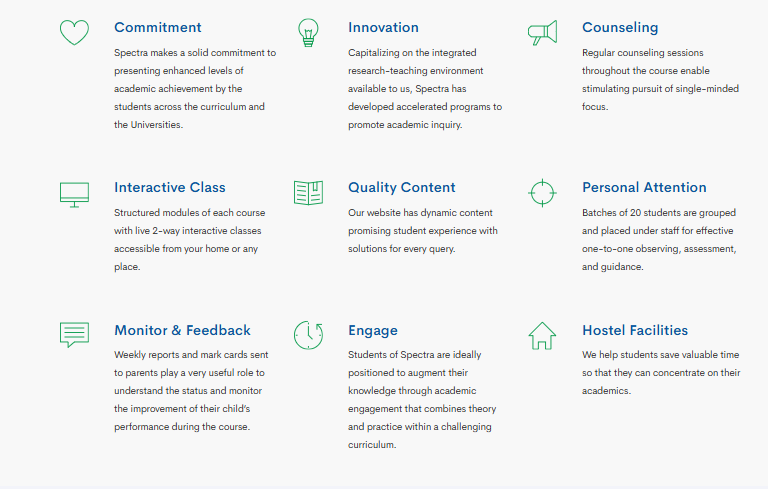 Commitment
Spectra makes a solid commitment to
presenting enhanced levels of
academic achievement by the
students across the curriculum and
the Universities.
Innovation
Capitalizing on the integrated
research-teaching environment
available to us, Spectra has
developed accelerated programs to
promote academic inquiry.
Counseling
Regular counseling sessions
throughout the course enable
stimulating pursuit of single-minded
focus.
Interactive Class
Structured modules of each course
with live 2-way interactive classes
accessible from your home or any
place.
Quality Content
Our website has dynamic content
promising student experience with
solutions for every query.
Personal Attention
Batches of 20 students are grouped
and placed under staff for effective
one-to-one observing, assessment,
and guidance.
Monitor & Feedback
Weekly reports and mark cards sent
to parents play a very useful role to
understand the status and monitor
the improvement of their child's
performance during the course.
Engage
Students of Spectra are ideally
positioned to augment their
knowledge through academic
engagement that combines theory
and practice within a challenging
curriculum.
Hostel Facilities
We help students save valuable time
so that they can concentrate on their
academics.